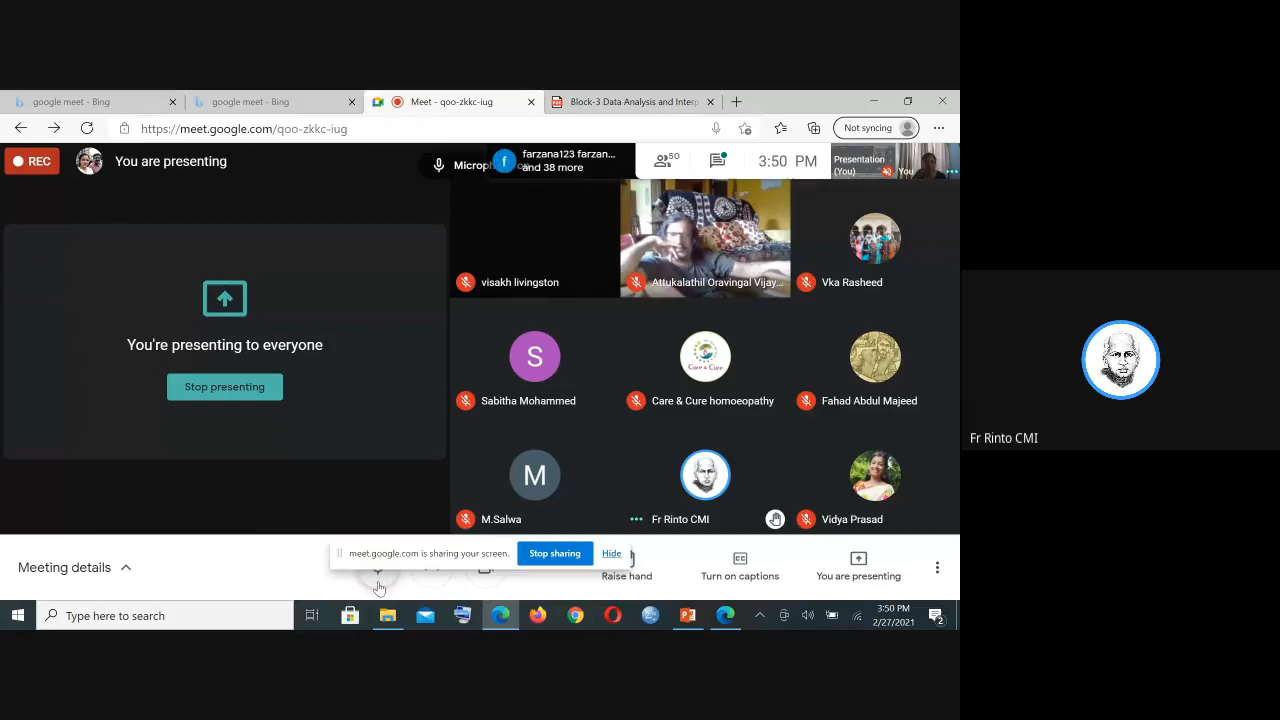 google meet - Bing
google meet - Bing
Meet - qoo-zkkc-iug
Block-3 Data Analysis and Interp
https://meet.google.com/qoo-zkkc-iug
Not syncing
REC
You are presenting
farzana123 farzan...
and 38 more
50
3:50 PM
Presentation
(You)
You
You're presenting to everyone
Stop presenting
visakh livingston
Attukalathil Oravingal Vijay...
Vka Rasheed
S
Care & Cure
Sabitha Mohammed
Care & Cure homoeopathy
Fahad Abdul Majeed
M
M.Salwa
Fr Rinto CMI
Vidya Prasad
Fr Rinto CMI
meet.google.com is sharing your screen.
Stop sharing
Hide
Meeting details
Raise hand
Turn on captions
You are presenting
Type here to search
3:50 PM
2/27/2021
2